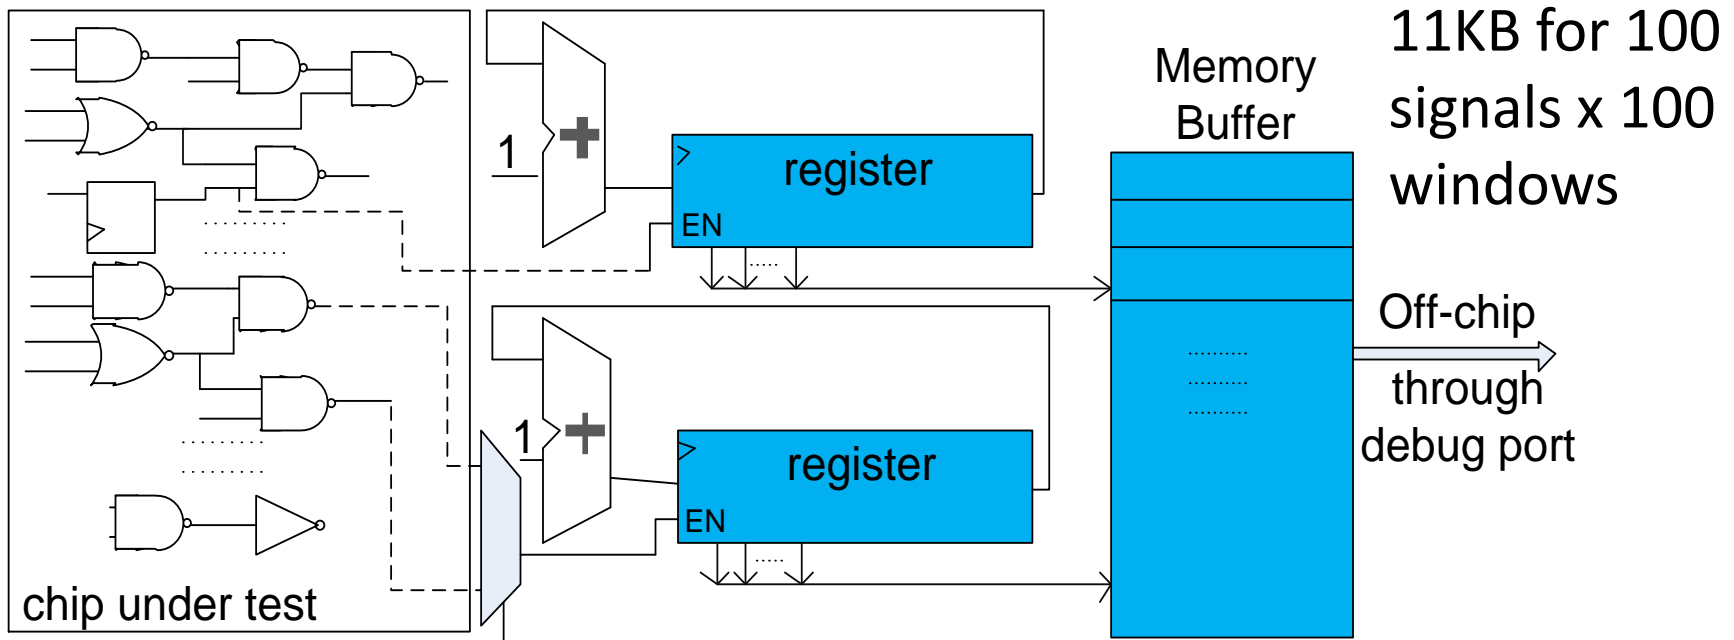 11KB for 100
signals x 100
windows
Memory
Buffer
1
register
EN
Off-chip
through
debug port
1
register
EN
chip under test